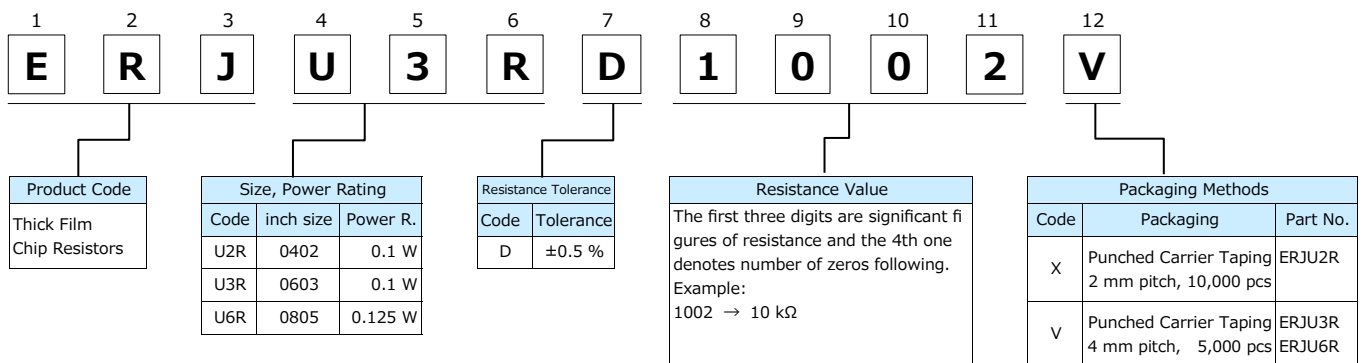 1 2 3 4 5 6 7 8 9 10 11 12
E R J U 3 R D 1 0 0 2 V
Product Code
Thick Film
Chip Resistors
Size, Power Rating
Code inch size Power R.
U2R 0402 0.1 W
U3R 0603 0.1 W
U6R 0805 0.125 W
Resistance Tolerance
Code Tolerance
D ±0.5 %
Resistance Value
The first three digits are significant fi
gures of resistance and the 4th one
denotes number of zeros following.
Example:
1002 → 10 kΩ
Packaging Methods
Code Packaging Part No.
X Punched Carrier Taping ERJU2R
2 mm pitch, 10,000 pcs
V Punched Carrier Taping ERJU3R
4 mm pitch, 5,000 pcs ERJU6R